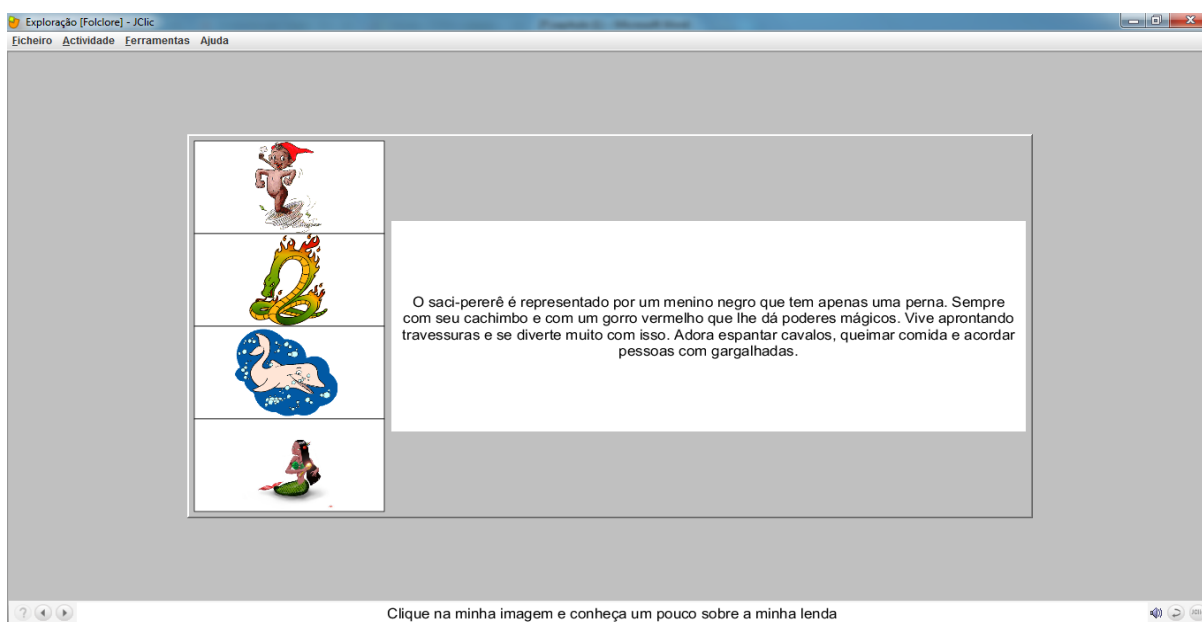 Exploração [Folclore] - JClic
Ficheiro Actividade Ferramentas Ajuda
O saci-pererê é representado por um menino negro que tem apenas uma perna. Sempre
com seu cachimbo e com um gorro vermelho que lhe dá poderes mágicos. Vive aprontando
travessuras e se diverte muito com isso. Adora espantar cavalos, queimar comida e acordar
pessoas com gargalhadas.
Clique na minha imagem e conheça um pouco sobre a minha lenda